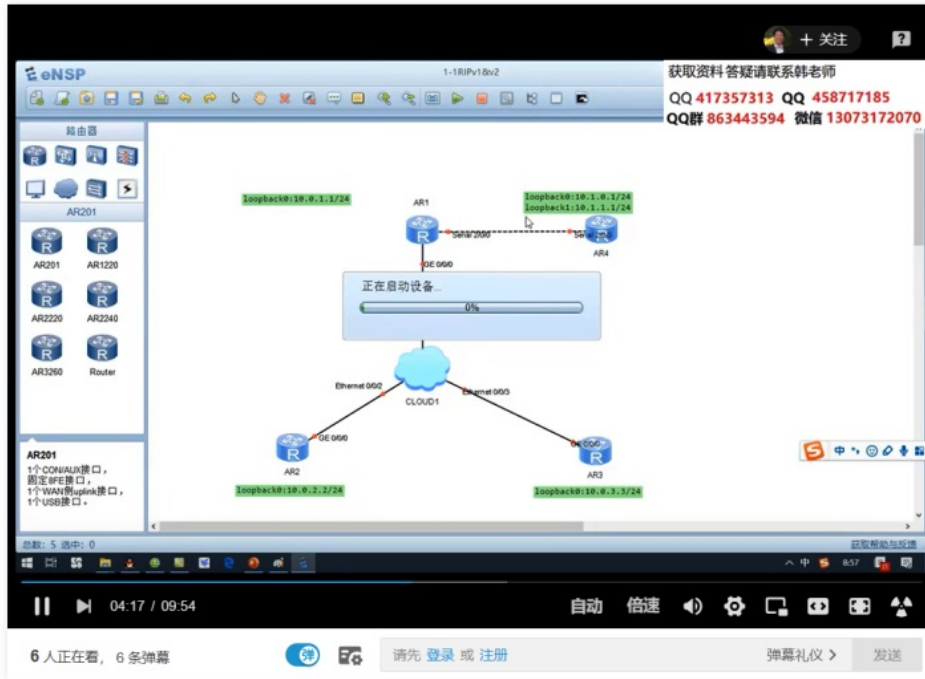 + 关注
?
eNSP
1-1RIPv1&v2
获取资料 答疑请联系韩老师
QQ 417357313 QQ 458717185
QQ群 863443594 微信 13073172070
路由器
AR201
AR201
AR1220
AR2220
AR2240
AR3260
Router
AR201
1个CON/AUX接口，
固定8FE接口，
1个WAN侧uplink接口，
1个USB接口。
loopback0:10.0.1.1/24
AR1
loopback0:10.1.0.1/24
loopback1:10.1.1.1/24
Serial 2/0/0
AR4
GE 0/0/0
正在启动设备...
0%
Ethernet 0/0/2
Ethernet 0/0/3
CLOUD1
GE 0/0/0
GE 0/0/0
AR2
AR3
loopback0:10.0.2.2/24
loopback0:10.0.3.3/24
中
总数: 5 选中: 0
获取帮助与反馈
中
8:57
04:17 / 09:54
自动
倍速
6 人正在看， 6 条弹幕
弹
请先 登录 或 注册
弹幕礼仪 >
发送